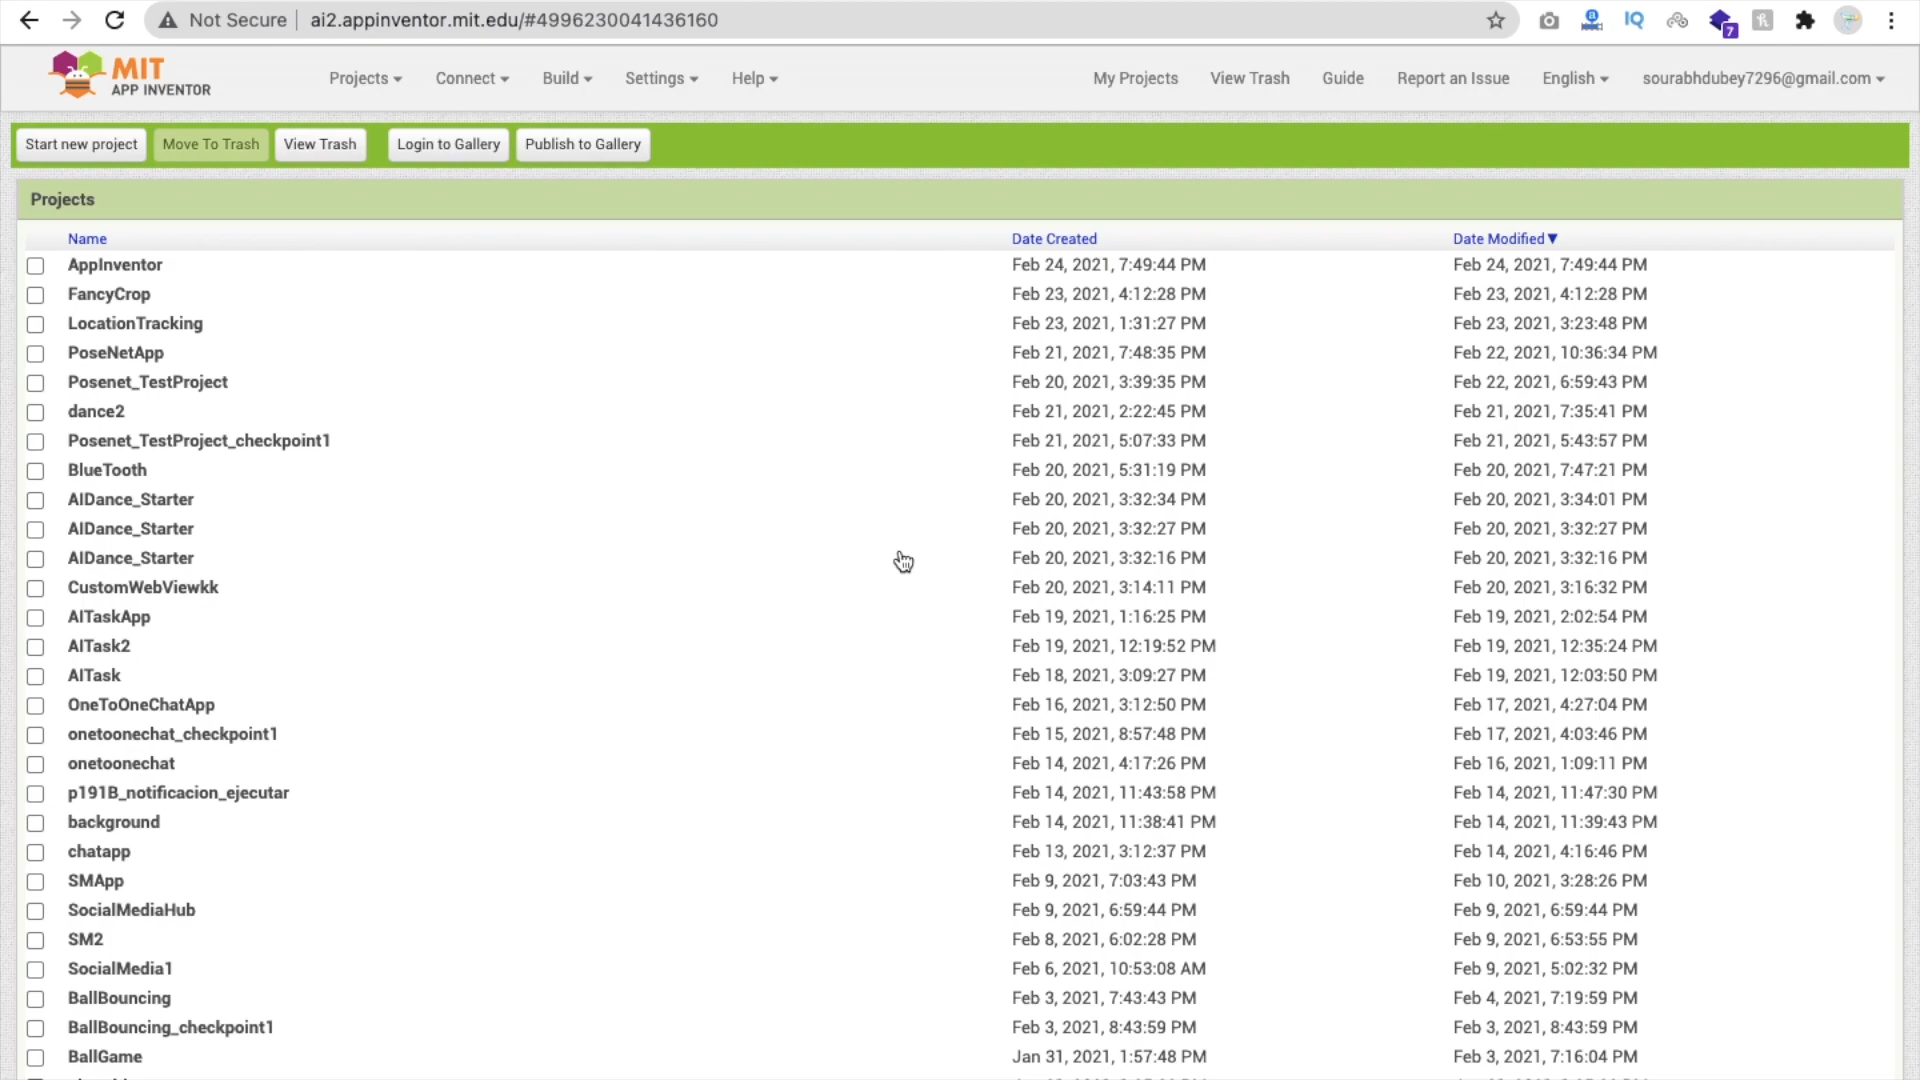 Not Secure | ai2.appinventor.mit.edu/#4996230041436160
7
MIT
APP INVENTOR
Projects Connect Build Settings Help My Projects View Trash Guide Report an Issue English sourabhdubey7296@gmail.com
Start new project Move To Trash View Trash Login to Gallery Publish to Gallery
Projects
Name Date Created Date Modified▼
AppInventor Feb 24, 2021, 7:49:44 PM Feb 24, 2021, 7:49:44 PM
FancyCrop Feb 23, 2021, 4:12:28 PM Feb 23, 2021, 4:12:28 PM
LocationTracking Feb 23, 2021, 1:31:27 PM Feb 23, 2021, 3:23:48 PM
PoseNetApp Feb 21, 2021, 7:48:35 PM Feb 22, 2021, 10:36:34 PM
Posenet_TestProject Feb 20, 2021, 3:39:35 PM Feb 22, 2021, 6:59:43 PM
dance2 Feb 21, 2021, 2:22:45 PM Feb 21, 2021, 7:35:41 PM
Posenet_TestProject_checkpoint1 Feb 21, 2021, 5:07:33 PM Feb 21, 2021, 5:43:57 PM
BlueTooth Feb 20, 2021, 5:31:19 PM Feb 20, 2021, 7:47:21 PM
AIDance_Starter Feb 20, 2021, 3:32:34 PM Feb 20, 2021, 3:34:01 PM
AIDance_Starter Feb 20, 2021, 3:32:27 PM Feb 20, 2021, 3:32:27 PM
AIDance_Starter Feb 20, 2021, 3:32:16 PM Feb 20, 2021, 3:32:16 PM
CustomWebViewkk Feb 20, 2021, 3:14:11 PM Feb 20, 2021, 3:16:32 PM
AITaskApp Feb 19, 2021, 1:16:25 PM Feb 19, 2021, 2:02:54 PM
AITask2 Feb 19, 2021, 12:19:52 PM Feb 19, 2021, 12:35:24 PM
AITask Feb 18, 2021, 3:09:27 PM Feb 19, 2021, 12:03:50 PM
OneToOneChatApp Feb 16, 2021, 3:12:50 PM Feb 17, 2021, 4:27:04 PM
onetoonechat_checkpoint1 Feb 15, 2021, 8:57:48 PM Feb 17, 2021, 4:03:46 PM
onetoonechat Feb 14, 2021, 4:17:26 PM Feb 16, 2021, 1:09:11 PM
p191B_notificacion_ejecutar Feb 14, 2021, 11:43:58 PM Feb 14, 2021, 11:47:30 PM
background Feb 14, 2021, 11:38:41 PM Feb 14, 2021, 11:39:43 PM
chatapp Feb 13, 2021, 3:12:37 PM Feb 14, 2021, 4:16:46 PM
SMApp Feb 9, 2021, 7:03:43 PM Feb 10, 2021, 3:28:26 PM
SocialMediaHub Feb 9, 2021, 6:59:44 PM Feb 9, 2021, 6:59:44 PM
SM2 Feb 8, 2021, 6:02:28 PM Feb 9, 2021, 6:53:55 PM
SocialMedia1 Feb 6, 2021, 10:53:08 AM Feb 9, 2021, 5:02:32 PM
BallBouncing Feb 3, 2021, 7:43:43 PM Feb 4, 2021, 7:19:59 PM
BallBouncing_checkpoint1 Feb 3, 2021, 8:43:59 PM Feb 3, 2021, 8:43:59 PM
BallGame Jan 31, 2021, 1:57:48 PM Feb 3, 2021, 7:16:04 PM